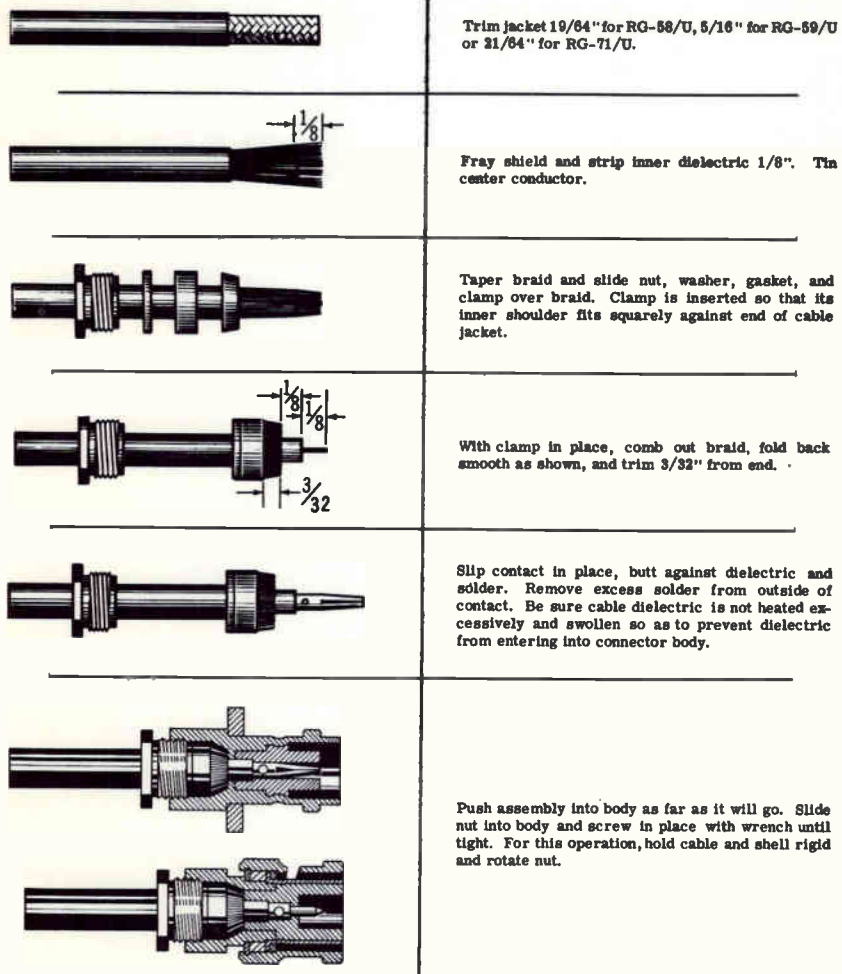 Trim jacket 19/64" for RG-58/U, 5/16" for RG-59/U
or 21/64" for RG-71/U.
1/8
Fray shield and strip inner dielectric 1/8". Tin
center conductor.
Taper braid and slide nut, washer, gasket, and
clamp over braid. Clamp is inserted so that its
inner shoulder fits squarely against end of cable
jacket.
1/8
1/8
3/32
With clamp in place, comb out braid, fold back
smooth as shown, and trim 3/32" from end.
Slip contact in place, butt against dielectric and
solder. Remove excess solder from outside of
contact. Be sure cable dielectric is not heated ex-
cessively and swollen so as to prevent dielectric
from entering into connector body.
Push assembly into body as far as it will go. Slide
nut into body and screw in place with wrench until
tight. For this operation, hold cable and shell rigid
and rotate nut.